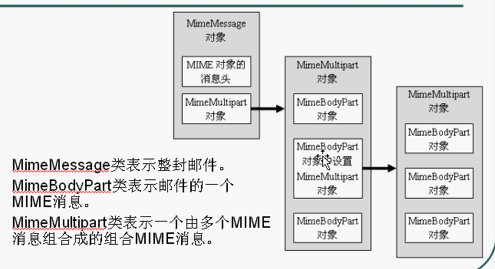 MimeMessage
对象
MIME 对象的
消息头
MimeMultipart
对象
MimeMultipart
对象
MimeBodyPart
对象
MimeBodyPart
对象 设置
MimeMultipart
对象
MimeBodyPart
对象
MimeMultipart
对象
MimeBodyPart
对象
MimeBodyPart
对象
MimeBodyPart
对象
MimeMessage类表示整封邮件。
MimeBodyPart类表示邮件的一个
MIME消息。
MimeMultipart类表示一个由多个MIME
消息组合成的组合MIME消息。